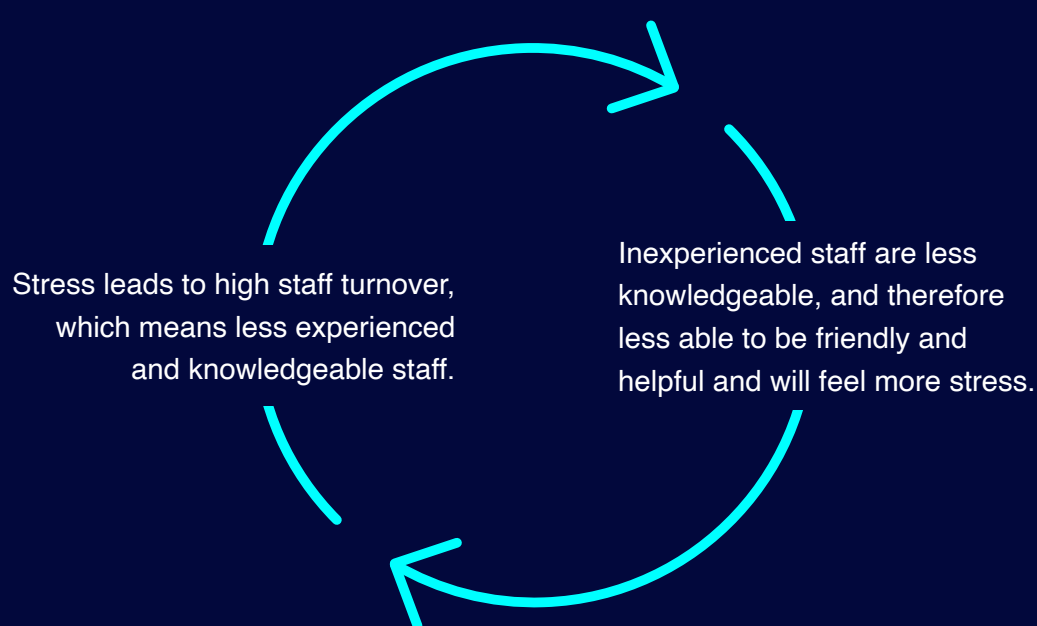 Stress leads to high staff turnover,
which means less experienced
and knowledgeable staff.
Inexperienced staff are less
knowledgeable, and therefore
less able to be friendly and
helpful and will feel more stress.